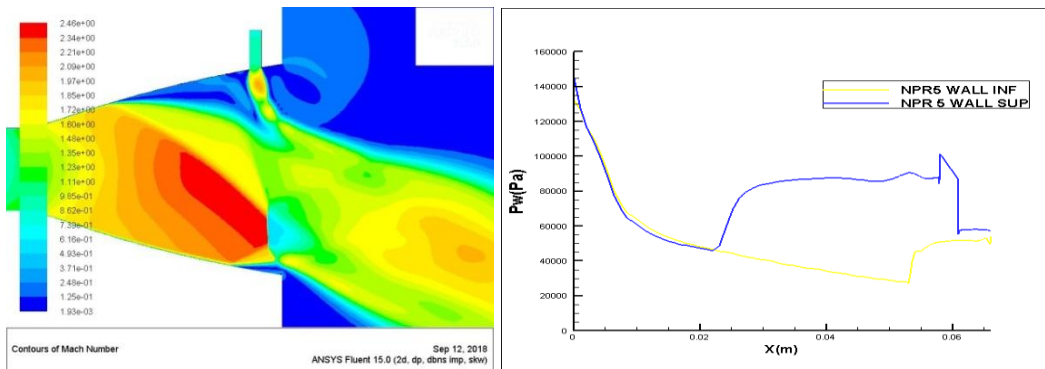 2.46e+00
2.34e+00
2.21e+00
2.09e+00
1.97e+00
1.85e+00
1.72e+00
1.60e+00
1.48e+00
1.35e+00
1.23e+00
1.11e+00
9.85e-01
8.62e-01
7.39e-01
6.16e-01
4.93e-01
3.71e-01
2.48e-01
1.25e-01
1.93e-03
Contours of Mach Number
Sep 12, 2018
ANSYS Fluent 15.0 (2d, dp, dbns imp, skw)
160000
140000
120000
100000
80000
60000
40000
20000
0
Pw(Pa)
NPR5 WALL INF
NPR 5 WALL SUP
0
0.02
0.04
0.06
X(m)